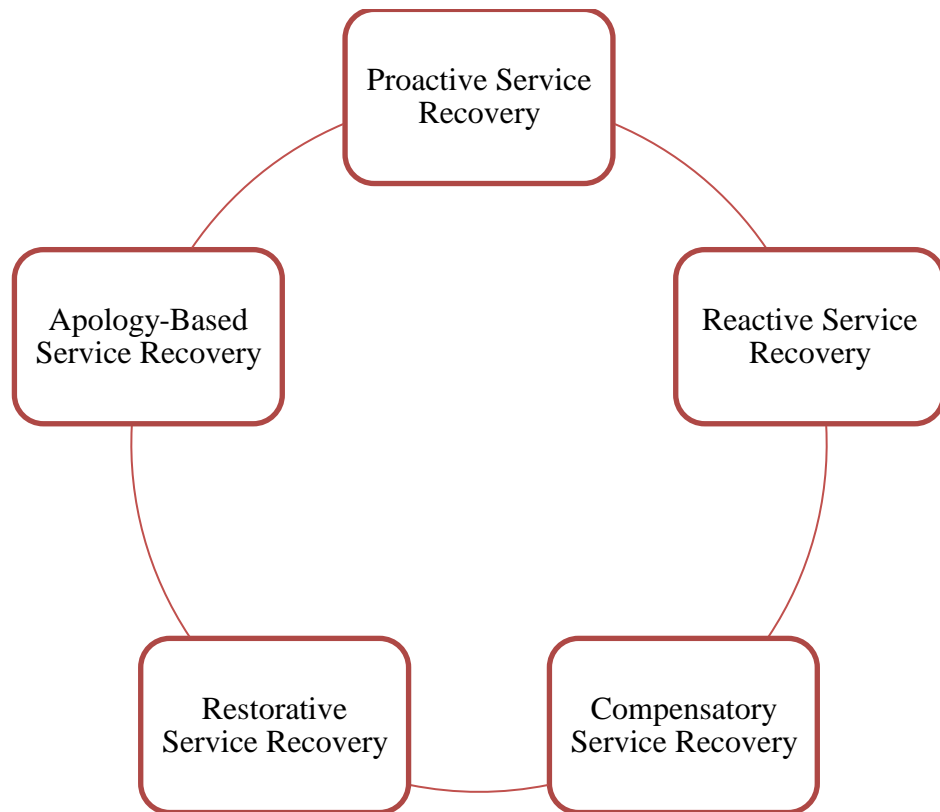 Proactive Service
Recovery
Reactive Service
Recovery
Compensatory
Service Recovery
Restorative
Service Recovery
Apology-Based
Service Recovery